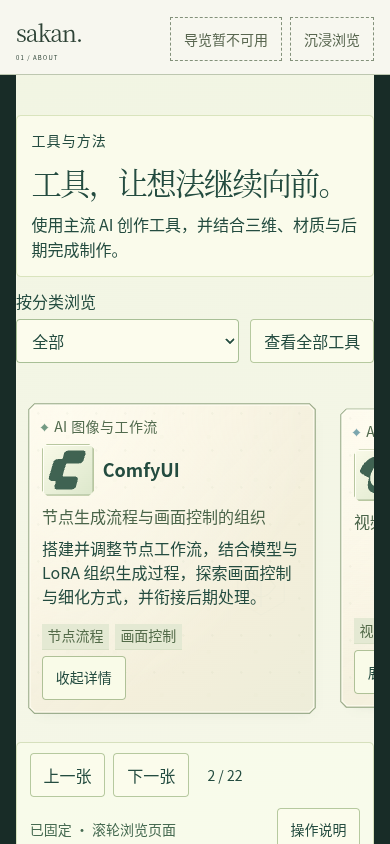 sakan.
01 / ABOUT
导览暂不可用
沉浸浏览
工具与方法
工具，让想法继续向前。
使用主流 AI 创作工具，并结合三维、材质与后
期完成制作。
按分类浏览
全部
查看全部工具
AI 图像与工作流
ComfyUI
节点生成流程与画面控制的组织
搭建并调整节点工作流，结合模型与
LoRA 组织生成过程，探索画面控制
与细化方式，并衔接后期处理。
节点流程
画面控制
收起详情
上一张
下一张
2 / 22
已固定 · 滚轮浏览页面
操作说明